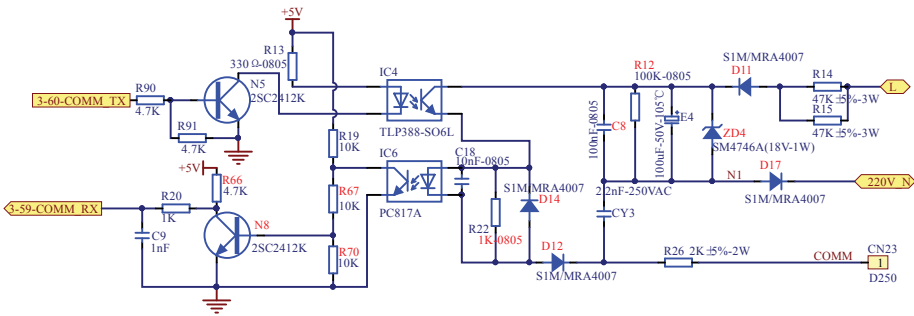 +5V
R13
330 Ω-0805
N5
2SC2412K
R90
4.7K
3-60-COMM_TX
R91
4.7K
IC4
TLP388-SO6L
R19
10K
R12
100K-0805
D11
S1M/MRA4007
R14
47K±5%-3W
R15
47K±5%-3W
L
100nF-0805
C8
100uF-50V-105℃
E4
ZD4
SM4746A(18V-1W)
+5V
R66
4.7K
R20
1K
3-59-COMM_RX
C9
1nF
N8
2SC2412K
R67
10K
R70
10K
IC6
PC817A
C18
10nF-0805
R22
1K-0805
S1M/MRA4007
D14
D12
S1M/MRA4007
2.2nF-250VAC
CY3
N1
D17
S1M/MRA4007
220V_N
R26 2K±5%-2W
COMM
CN23
1
D250